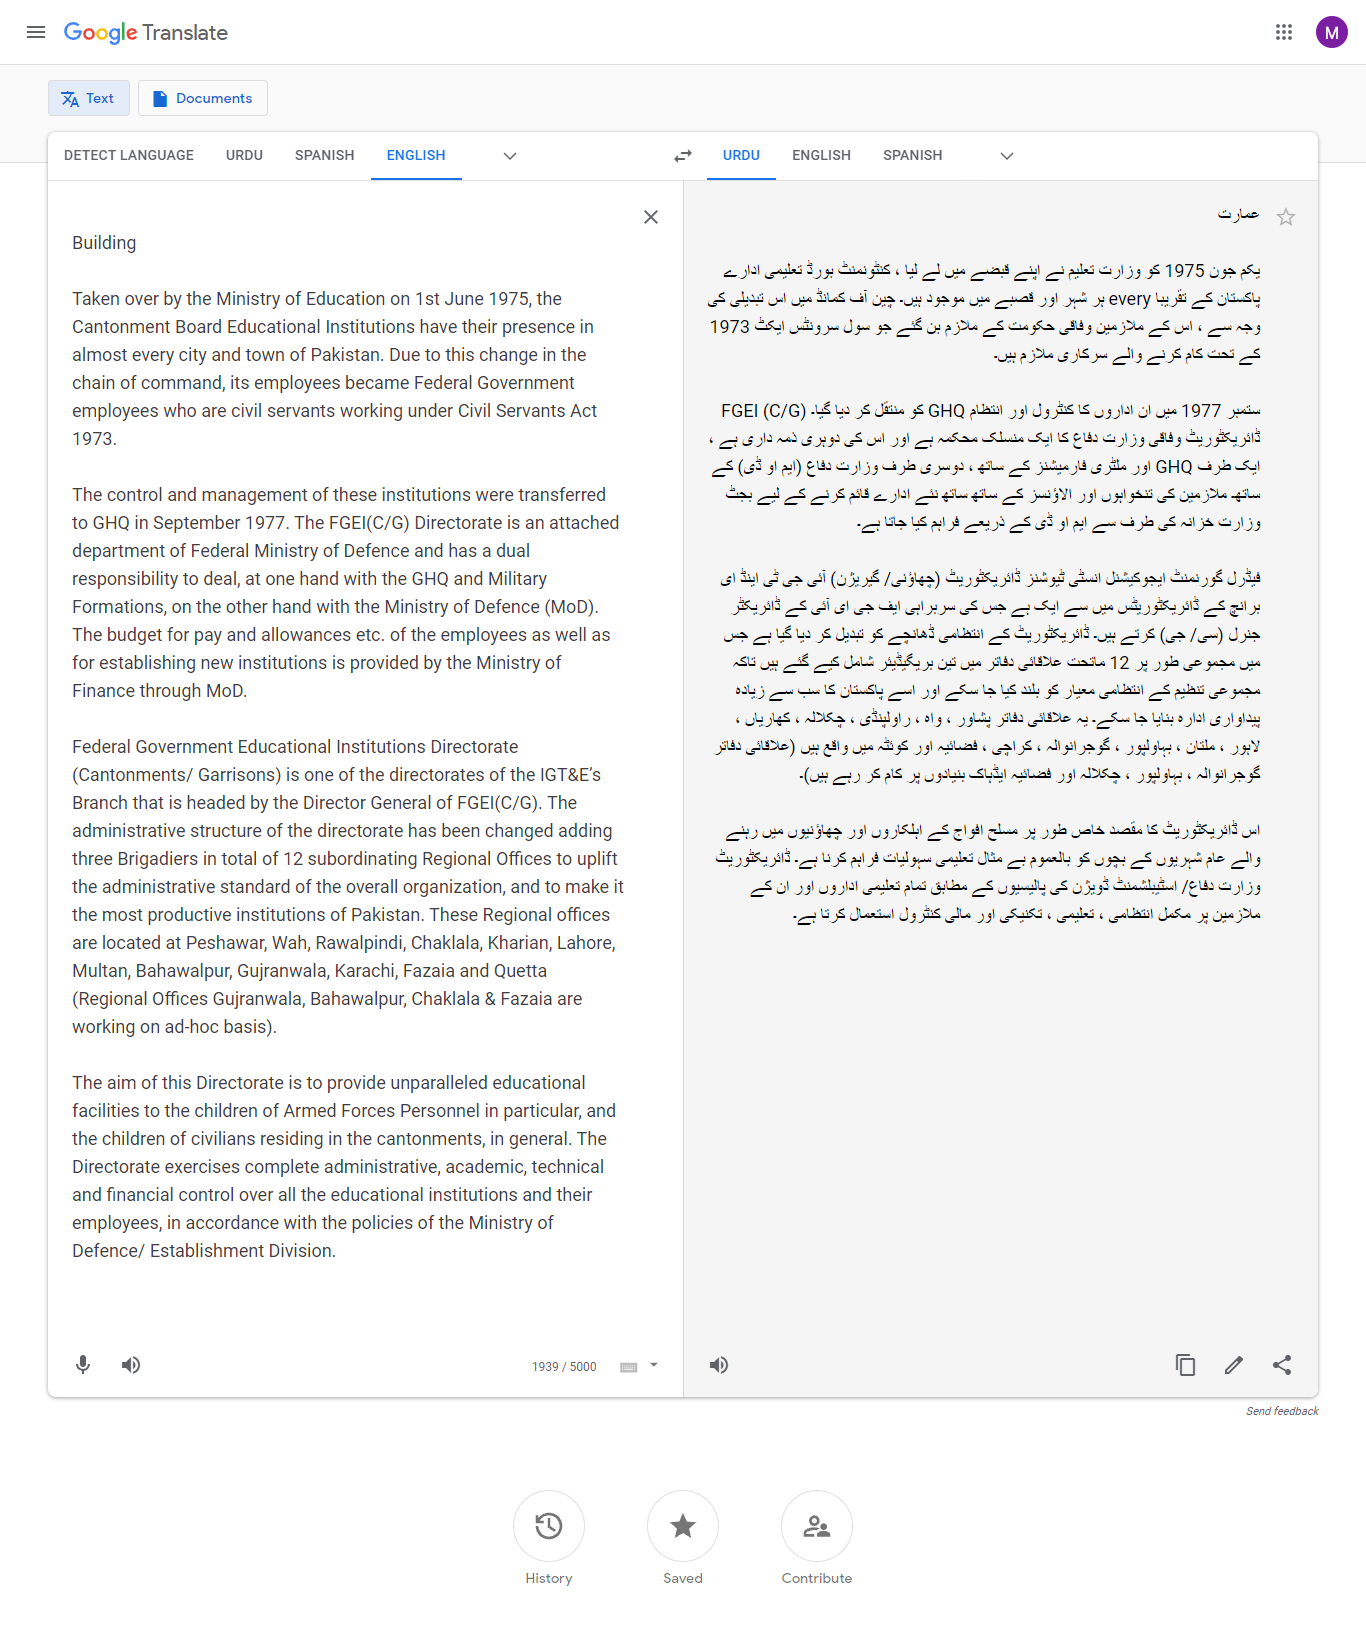 Google Translate
M
Text
Documents
DETECT LANGUAGE
URDU
SPANISH
ENGLISH
URDU
ENGLISH
SPANISH
Building
Taken over by the Ministry of Education on 1st June 1975, the
Cantonment Board Educational Institutions have their presence in
almost every city and town of Pakistan. Due to this change in the
chain of command, its employees became Federal Government
employees who are civil servants working under Civil Servants Act
1973.
The control and management of these institutions were transferred
to GHQ in September 1977. The FGEI(C/G) Directorate is an attached
department of Federal Ministry of Defence and has a dual
responsibility to deal, at one hand with the GHQ and Military
Formations, on the other hand with the Ministry of Defence (MoD).
The budget for pay and allowances etc. of the employees as well as
for establishing new institutions is provided by the Ministry of
Finance through MoD.
Federal Government Educational Institutions Directorate
(Cantonments/ Garrisons) is one of the directorates of the IGT&E’s
Branch that is headed by the Director General of FGEI(C/G). The
administrative structure of the directorate has been changed adding
three Brigadiers in total of 12 subordinating Regional Offices to uplift
the administrative standard of the overall organization, and to make it
the most productive institutions of Pakistan. These Regional offices
are located at Peshawar, Wah, Rawalpindi, Chaklala, Kharian, Lahore,
Multan, Bahawalpur, Gujranwala, Karachi, Fazaia and Quetta
(Regional Offices Gujranwala, Bahawalpur, Chaklala & Fazaia are
working on ad-hoc basis).
The aim of this Directorate is to provide unparalleled educational
facilities to the children of Armed Forces Personnel in particular, and
the children of civilians residing in the cantonments, in general. The
Directorate exercises complete administrative, academic, technical
and financial control over all the educational institutions and their
employees, in accordance with the policies of the Ministry of
Defence/ Establishment Division.
1939 / 5000
عمارت
یکم جون 1975 کو وزارت تعلیم نے اپنے قبضے میں لے لیا ، کنٹونمنٹ بورڈ تعلیمی ادارے
پاکستان کے تقریبا every ہر شہر اور قصبے میں موجود ہیں۔ چین آف کمانڈ میں اس تبدیلی کی
وجہ سے ، اس کے ملازمین وفاقی حکومت کے ملازم بن گئے جو سول سرونٹس ایکٹ 1973
کے تحت کام کرنے والے سرکاری ملازم ہیں۔
ستمبر 1977 میں ان اداروں کا کنٹرول اور انتظام GHQ کو منتقل کر دیا گیا۔ FGEI (C/G)
ڈائریکٹوریٹ وفاقی وزارت دفاع کا ایک منسلک محکمہ ہے اور اس کی دوہری ذمہ داری ہے ،
ایک طرف GHQ اور ملٹری فارمیشنز کے ساتھ ، دوسری طرف وزارت دفاع (ایم او ڈی) کے
ساتھ۔ ملازمین کی تنخواہوں اور الاؤنسز کے ساتھ ساتھ نئے ادارے قائم کرنے کے لیے بجٹ
وزارت خزانہ کی طرف سے ایم او ڈی کے ذریعے فراہم کیا جاتا ہے۔
فیڈرل گورنمنٹ ایجوکیشنل انسٹی ٹیوشنز ڈائریکٹوریٹ (چھاؤنی/ گیریژن) آئی جی ٹی اینڈ ای
برانچ کے ڈائریکٹوریٹس میں سے ایک ہے جس کی سربراہی ایف جی ای آئی کے ڈائریکٹر
جنرل (سی/ جی) کرتے ہیں۔ ڈائریکٹوریٹ کے انتظامی ڈھانچے کو تبدیل کر دیا گیا ہے جس
میں مجموعی طور پر 12 ماتحت علاقائی دفاتر میں تین بریگیڈیئر شامل کیے گئے ہیں تاکہ
مجموعی تنظیم کے انتظامی معیار کو بلند کیا جا سکے اور اسے پاکستان کا سب سے زیادہ
پیداواری ادارہ بنایا جا سکے۔ یہ علاقائی دفاتر پشاور ، واہ ، راولپنڈی ، چکلالہ ، کھاریاں ،
لاہور ، ملتان ، بہاولپور ، گوجرانوالہ ، کراچی ، فضائیہ اور کوئٹہ میں واقع ہیں (علاقائی دفاتر
گوجرانوالہ ، بہاولپور ، چکلالہ اور فضائیہ ایڈہاک بنیادوں پر کام کر رہے ہیں)۔
اس ڈائریکٹوریٹ کا مقصد خاص طور پر مسلح افواج کے اہلکاروں اور چھاؤنیوں میں رہنے
والے عام شہریوں کے بچوں کو بالعموم بے مثال تعلیمی سہولیات فراہم کرنا ہے۔ ڈائریکٹوریٹ
وزارت دفاع/ اسٹیبلشمنٹ ڈویژن کی پالیسیوں کے مطابق تمام تعلیمی اداروں اور ان کے
ملازمین پر مکمل انتظامی ، تعلیمی ، تکنیکی اور مالی کنٹرول استعمال کرتا ہے۔
Send feedback
History
Saved
Contribute